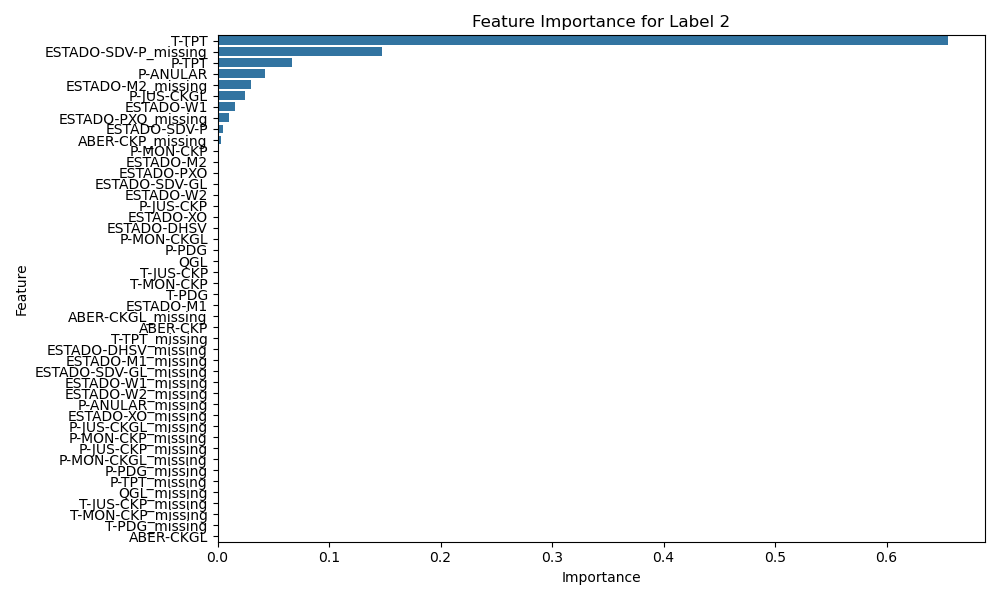 Feature Importance for Label 2
T-TPT
ESTADO-SDV-P_missing
P-TPT
P-ANULAR
ESTADO-M2_missing
P-JUS-CKGL
ESTADO-W1
ESTADO-PXO_missing
ESTADO-SDV-P
ABER-CKP_missing
P-MON-CKP
ESTADO-M2
ESTADO-PXO
ESTADO-SDV-GL
ESTADO-W2
P-JUS-CKP
ESTADO-XO
ESTADO-DHSV
P-MON-CKGL
P-PDG
QGL
T-JUS-CKP
T-MON-CKP
T-PDG
ESTADO-M1
ABER-CKGL_missing
ABER-CKP
T-TPT_missing
ESTADO-DHSV_missing
ESTADO-M1_missing
ESTADO-SDV-GL_missing
ESTADO-W1_missing
ESTADO-W2_missing
P-ANULAR_missing
ESTADO-XO_missing
P-JUS-CKGL_missing
P-MON-CKP_missing
P-JUS-CKP_missing
P-MON-CKGL_missing
P-PDG_missing
P-TPT_missing
QGL_missing
T-JUS-CKP_missing
T-MON-CKP_missing
T-PDG_missing
ABER-CKGL
Feature
0.0 0.1 0.2 0.3 0.4 0.5 0.6
Importance